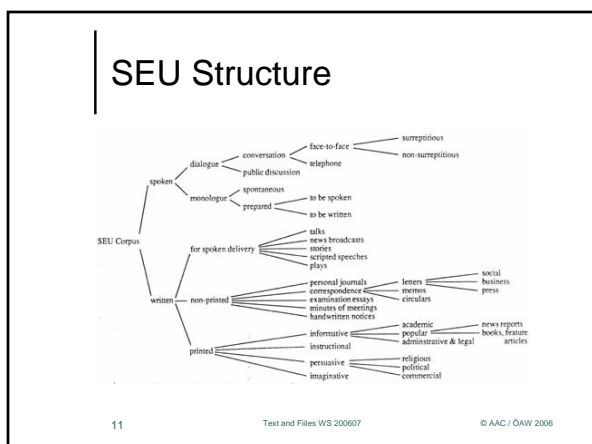 SEU Structure
surreptitious
face-to-face
non-surreptitious
conversation
telephone
dialogue
public discussion
spoken
spontaneous
monologue
prepared
to be spoken
to be written
SEU Corpus
talks
news broadcasts
for spoken delivery
stories
scripted speeches
plays
personal journals
social
letters
correspondence
business
written
non-printed
memos
examination essays
press
circulars
minutes of meetings
handwritten notices
academic
news reports
informative
popular
books, feature
articles
adminstrative & legal
instructional
printed
religious
persuasive
political
commercial
imaginative
11
Text and Fiiles WS 200607
© AAC / ÖAW 2006